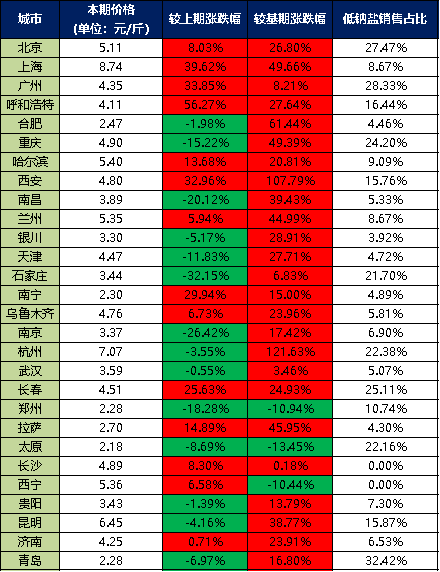 城市 本期价格（单位：元/斤） 较上期涨跌幅 较基期涨跌幅 低钠盐销售占比
北京 5.11 8.03% 26.80% 27.47%
上海 8.74 39.62% 49.66% 8.67%
广州 4.35 33.85% 8.21% 28.33%
呼和浩特 4.11 56.27% 27.64% 16.44%
合肥 2.47 -1.98% 61.44% 4.46%
重庆 4.90 -15.22% 49.39% 24.20%
哈尔滨 5.40 13.68% 20.81% 9.09%
西安 4.80 32.96% 107.79% 15.76%
南昌 3.89 -20.12% 39.43% 5.33%
兰州 5.35 5.94% 44.99% 8.67%
银川 3.30 -5.17% 28.91% 3.92%
天津 4.47 -11.83% 27.71% 4.72%
石家庄 3.44 -32.15% 6.83% 21.70%
南宁 2.30 29.94% 15.00% 4.89%
乌鲁木齐 4.76 6.73% 23.96% 5.81%
南京 3.37 -26.42% 17.42% 6.90%
杭州 7.07 -3.55% 121.63% 22.38%
武汉 3.59 -0.55% 3.46% 5.07%
长春 4.51 25.63% 24.93% 25.11%
郑州 2.28 -18.28% -10.94% 10.74%
拉萨 2.70 14.89% 45.95% 4.30%
太原 2.18 -8.69% -13.45% 22.16%
长沙 4.89 8.30% 0.18% 0.00%
西宁 5.36 6.58% -10.44% 0.00%
贵阳 3.43 -1.39% 13.79% 7.30%
昆明 6.45 -4.16% 38.77% 15.87%
济南 4.25 0.71% 23.91% 6.53%
青岛 2.28 -6.97% 16.80% 32.42%